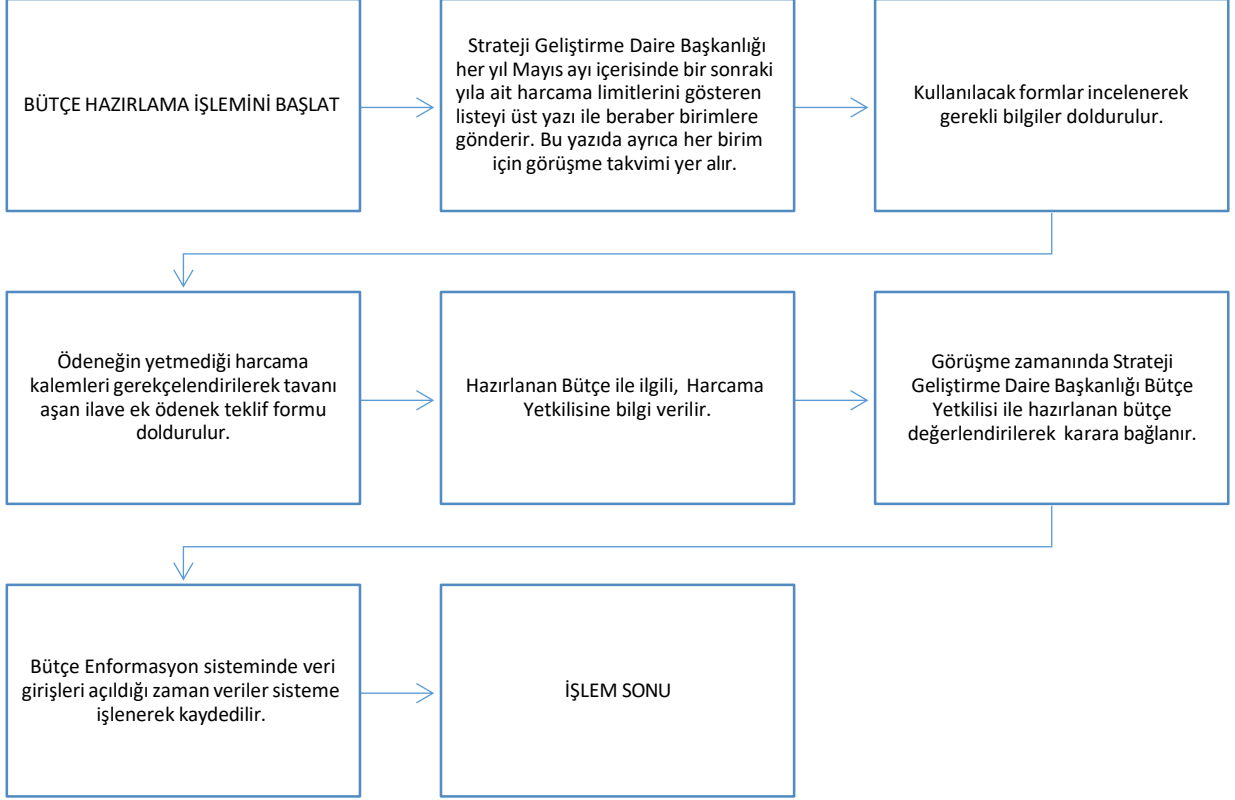 BÜTÇE HAZIRLAMA İŞLEMİNİ BAŞLAT
Strateji Geliştirme Daire Başkanlığı
her yıl Mayıs ayı içerisinde bir sonraki
yıla ait harcama limitlerini gösteren
listeyi üst yazı ile beraber birimlere
gönderir. Bu yazıda ayrıca her birim
için görüşme takvimi yer alır.
Kullanılacak formlar incelenerek
gerekli bilgiler doldurulur.
Ödeneğin yetmediği harcama
kalemleri gerekçelendirilerek tavanı
aşan ilave ek ödenek teklif formu
doldurulur.
Hazırlanan Bütçe ile ilgili, Harcama
Yetkilisine bilgi verilir.
Görüşme zamanında Strateji
Geliştirme Daire Başkanlığı Bütçe
Yetkilisi ile hazırlanan bütçe
değerlendirilerek karara bağlanır.
Bütçe Enformasyon sisteminde veri
girişleri açıldığı zaman veriler sisteme
işlenerek kaydedilir.
İŞLEM SONU